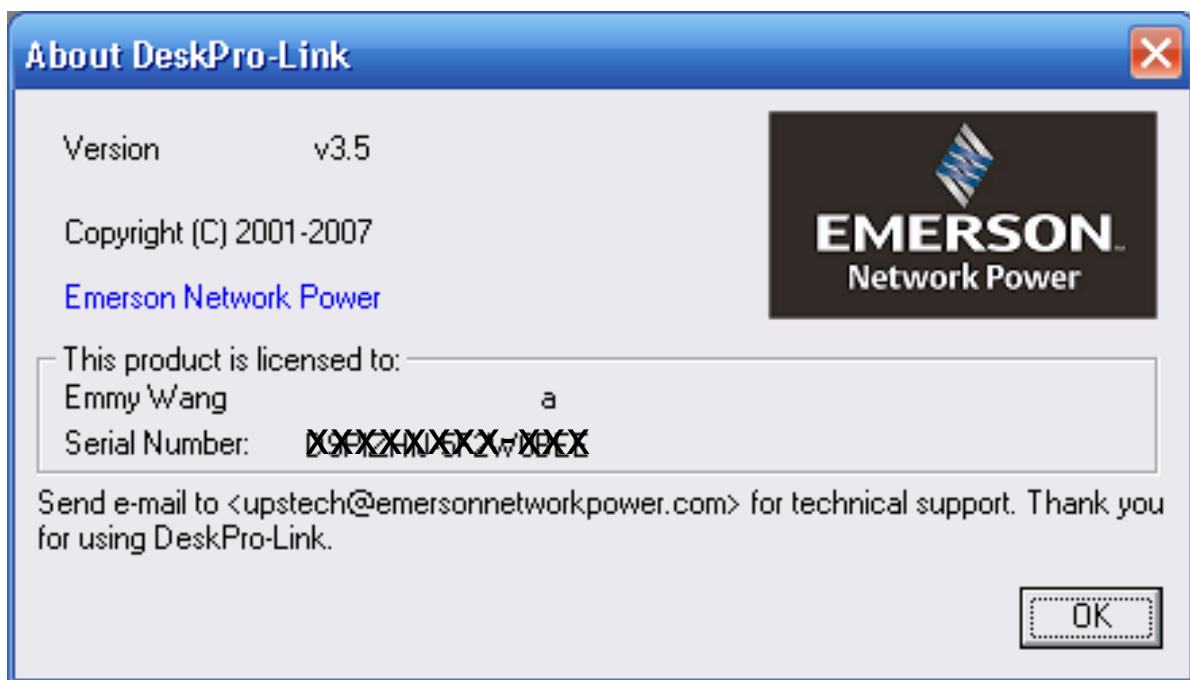 About DeskPro-Link
Version v3.5
EMERSON™
Network Power
Copyright (C) 2001-2007
Emerson Network Power
This product is licensed to:
Emmy Wang a
Serial Number:
Send e-mail to <upstech@emersonnetworkpower.com> for technical support. Thank you
for using DeskPro-Link.
OK